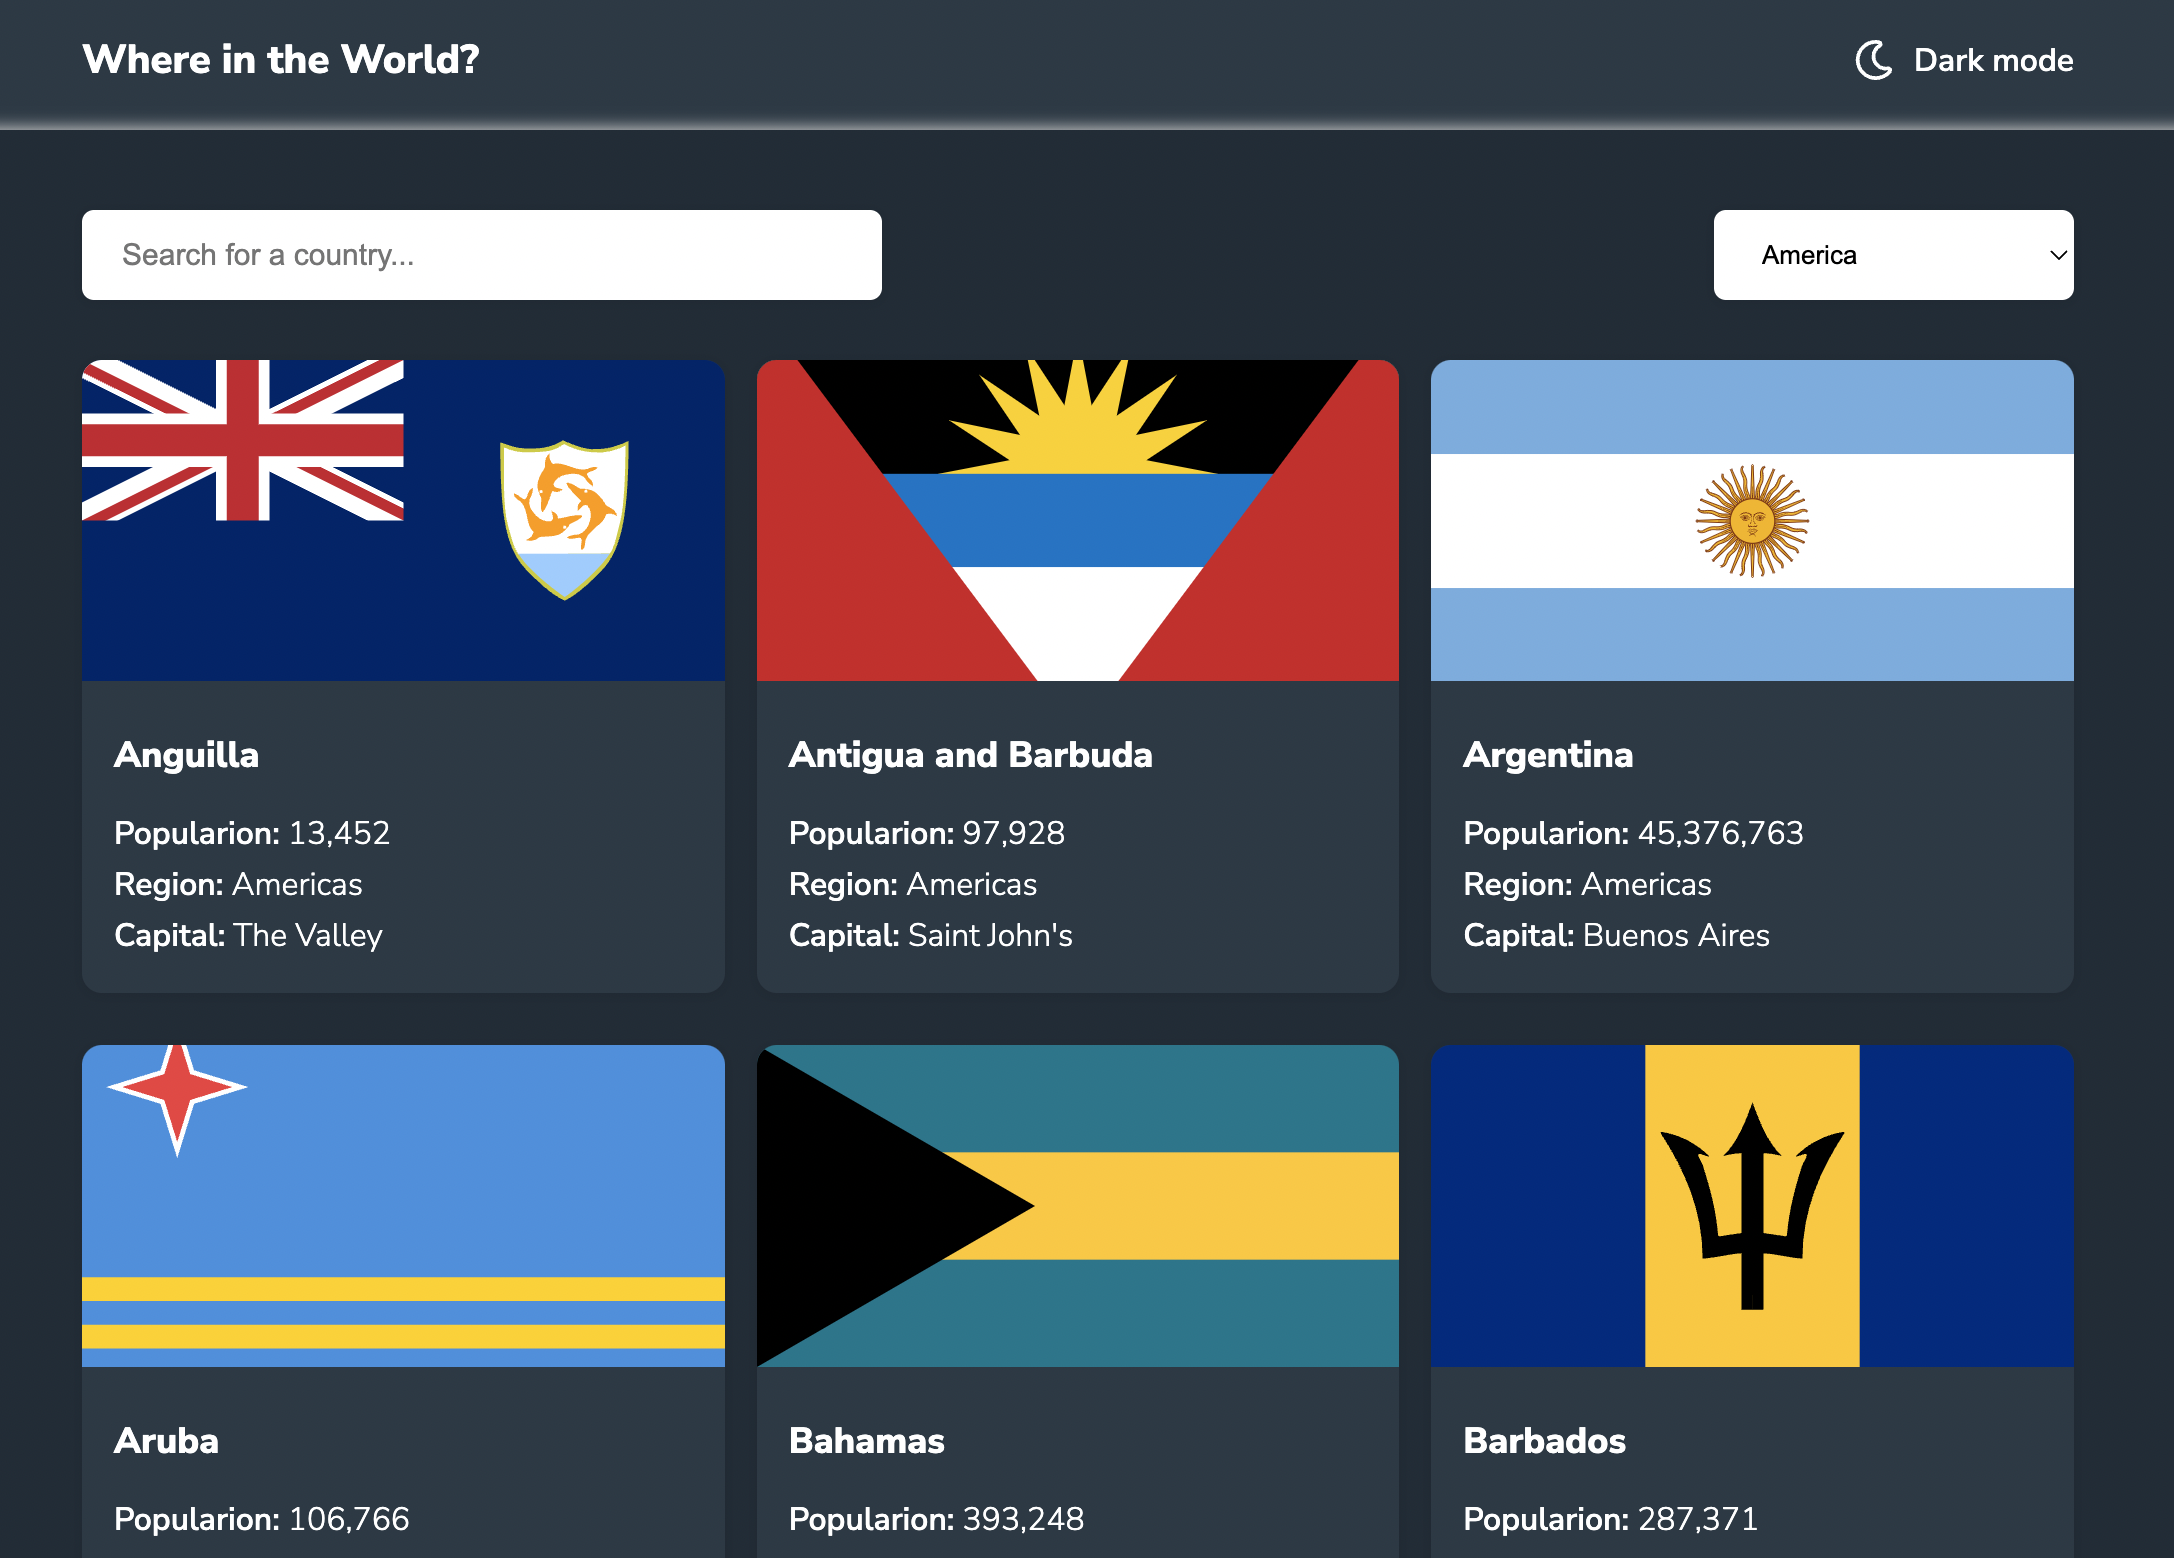 Where in the World?
Dark mode
Search for a country...
America
Anguilla
Popularion: 13,452
Region: Americas
Capital: The Valley
Antigua and Barbuda
Popularion: 97,928
Region: Americas
Capital: Saint John's
Argentina
Popularion: 45,376,763
Region: Americas
Capital: Buenos Aires
Aruba
Popularion: 106,766
Bahamas
Popularion: 393,248
Barbados
Popularion: 287,371